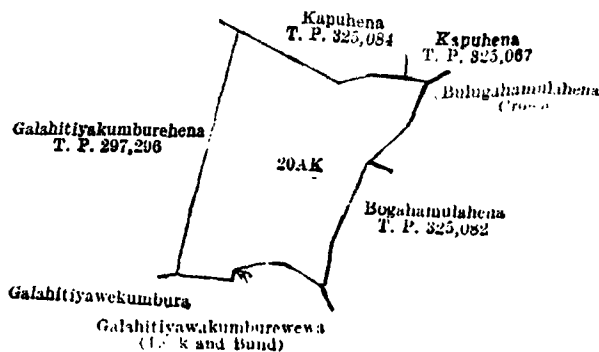 Kapuhena
T. P. 325,084
Kapuhena
T. P. 325,067
Bulugahamulahena
Galahitiyakumburehena
T. P. 297,296
20AK
Bogahamulahena
T. P. 325,082
Galahitiyawekumbura
Galahitiyawakumburewewa
and Bund)